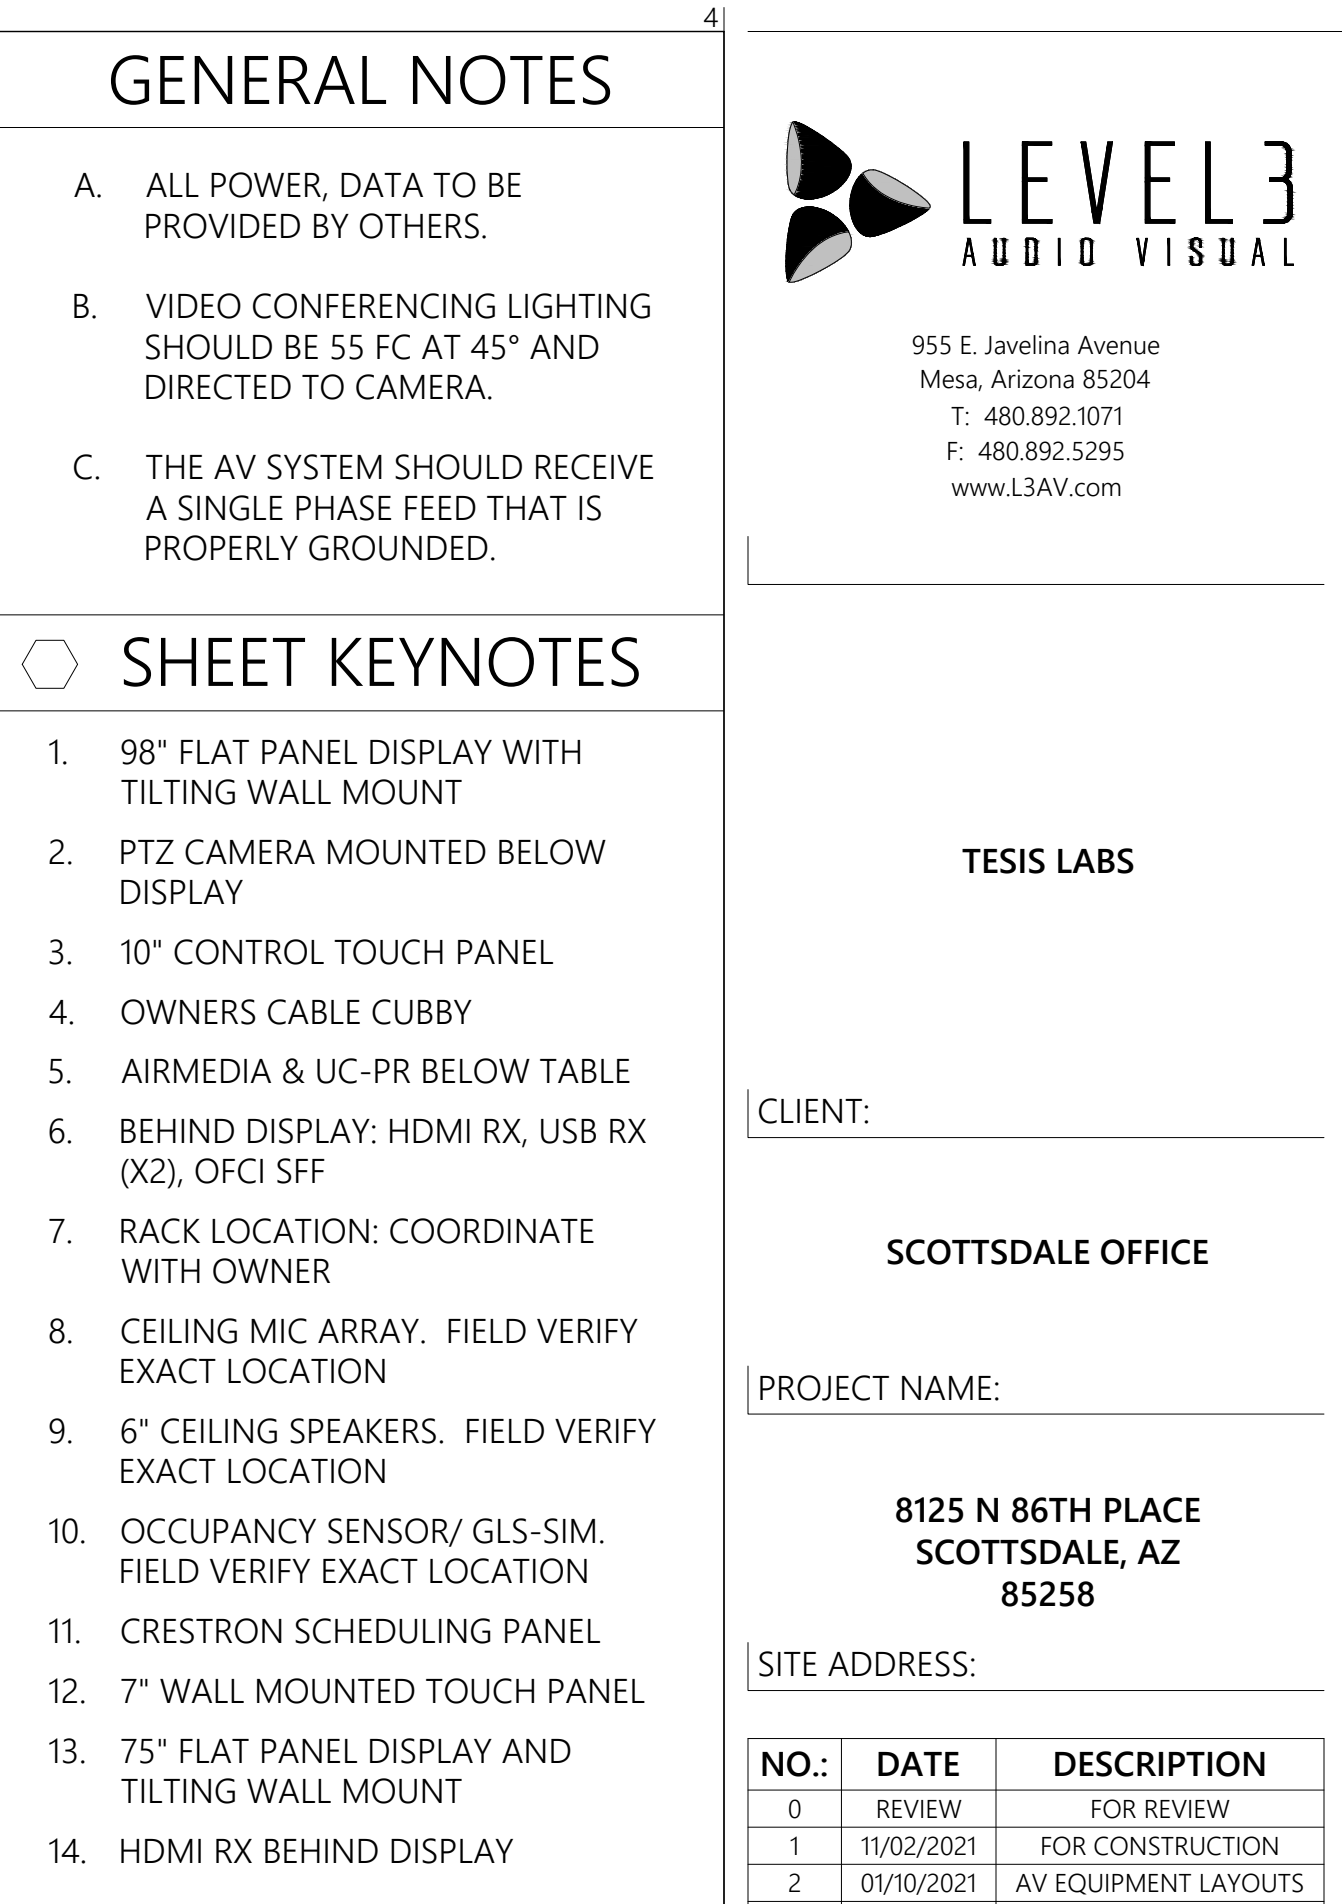 4
GENERAL NOTES
A. ALL POWER, DATA TO BE
PROVIDED BY OTHERS.
B. VIDEO CONFERENCING LIGHTING
SHOULD BE 55 FC AT 45° AND
DIRECTED TO CAMERA.
C. THE AV SYSTEM SHOULD RECEIVE
A SINGLE PHASE FEED THAT IS
PROPERLY GROUNDED.
SHEET KEYNOTES
1. 98" FLAT PANEL DISPLAY WITH
TILTING WALL MOUNT
2. PTZ CAMERA MOUNTED BELOW
DISPLAY
3. 10" CONTROL TOUCH PANEL
4. OWNERS CABLE CUBBY
5. AIRMEDIA & UC-PR BELOW TABLE
6. BEHIND DISPLAY: HDMI RX, USB RX
(X2), OFCI SFF
7. RACK LOCATION: COORDINATE
WITH OWNER
8. CEILING MIC ARRAY. FIELD VERIFY
EXACT LOCATION
9. 6" CEILING SPEAKERS. FIELD VERIFY
EXACT LOCATION
10. OCCUPANCY SENSOR/ GLS-SIM.
FIELD VERIFY EXACT LOCATION
11. CRESTRON SCHEDULING PANEL
12. 7" WALL MOUNTED TOUCH PANEL
13. 75" FLAT PANEL DISPLAY AND
TILTING WALL MOUNT
14. HDMI RX BEHIND DISPLAY
LEVEL3
AUDIO VISUAL
955 E. Javelina Avenue
Mesa, Arizona 85204
T: 480.892.1071
F: 480.892.5295
www.L3AV.com
TESIS LABS
CLIENT:
SCOTTSDALE OFFICE
PROJECT NAME:
8125 N 86TH PLACE
SCOTTSDALE, AZ
85258
SITE ADDRESS:
NO.: DATE DESCRIPTION
0 REVIEW FOR REVIEW
1 11/02/2021 FOR CONSTRUCTION
2 01/10/2021 AV EQUIPMENT LAYOUTS